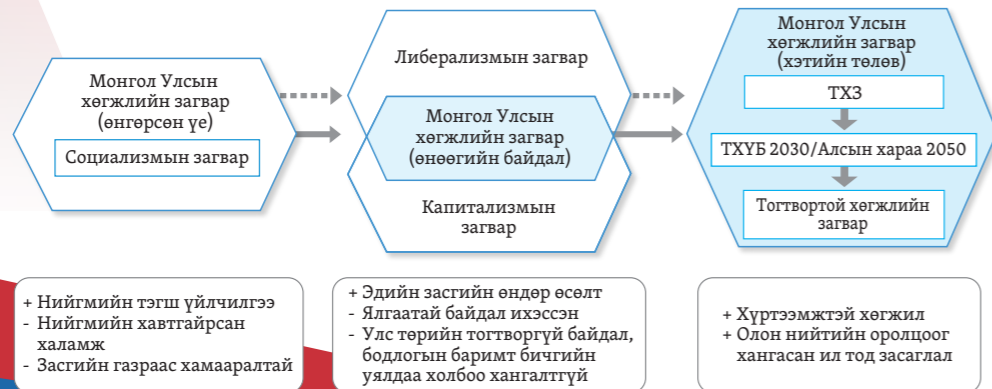 Монгол Улсын
хөгжлийн загвар
(өнгөрсөн үе)
Социализмын загвар
Либерализмын загвар
Монгол Улсын
хөгжлийн загвар
(өнөөгийн байдал)
Капитализмын
загвар
Монгол Улсын
хөгжлийн загвар
(хэтийн төлөв)
ТХЗ
ТХҮБ 2030/Алсын хараа 2050
Тогтвортой хөгжлийн
загвар
+ Нийгмийн тэгш үйлчилгээ
- Нийгмийн хавтгайрсан
халамж
- Засгийн газраас хамааралтай
+ Эдийн засгийн өндөр өсөлт
- Ялгаатай байдал ихэссэн
- Улс төрийн тогтворгүй байдал,
бодлогын баримт бичгийн
уялдаа холбоо хангалтгүй
+ Хүртээмжтэй хөгжил
+ Олон нийтийн оролцоог
хангасан ил тод засаглал